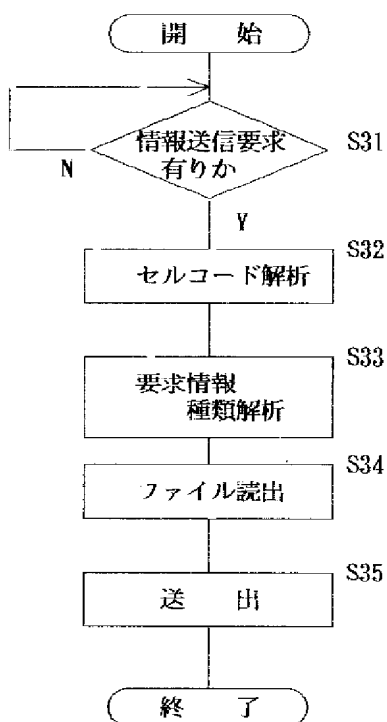 開 始
情報送信要求
有りか
S31
N
Y
S32
セルコード解析
S33
要求情報
種類解析
S34
ファイル読出
S35
送 出
終 了